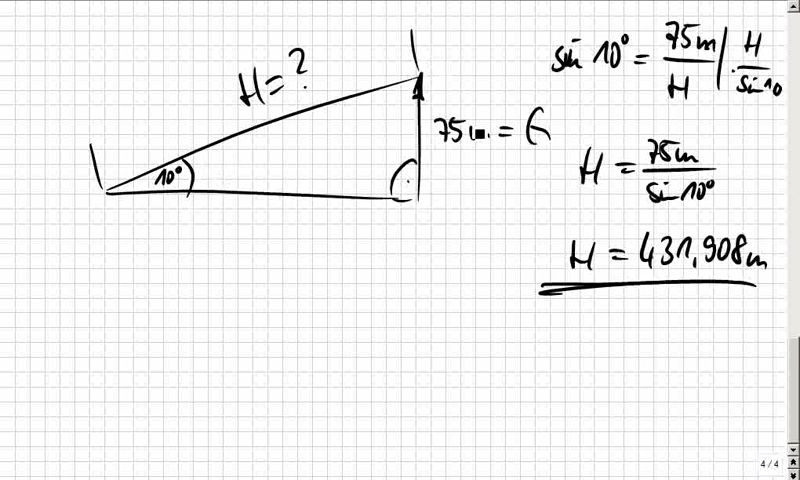 H = ?
10°
75m = G
sin 10° = 75m / H | · H / sin 10
H = 75m / sin 10°
H = 431,908m
4 / 4